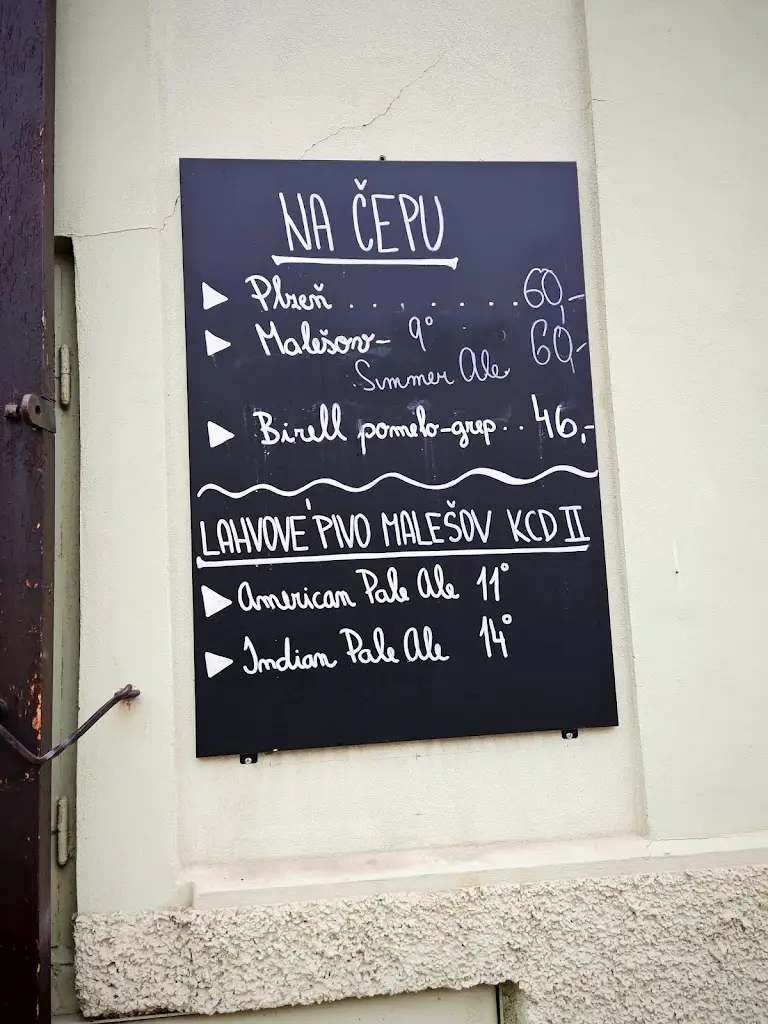 NA ČEPU
Plzeň . . . . . . . 60,-
Malešov- 9° 60,-
Summer Ale
Birell pomelo-grep . . 46,-
LAHVOVÉ PIVO MALEŠOV KCD II
American Pale Ale 11°
Indian Pale Ale 14°